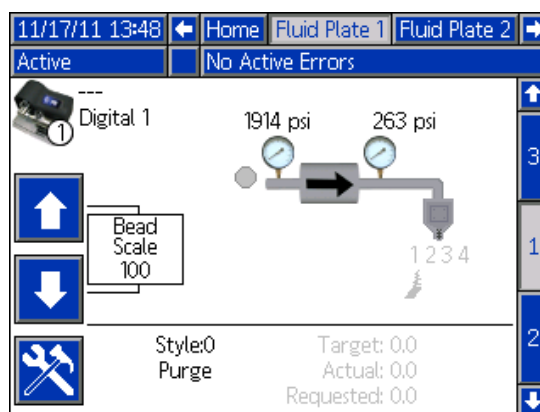 11/17/11 13:48 Home Fluid Plate 1 Fluid Plate 2
Active No Active Errors
---
Digital 1
1
1914 psi 263 psi
3
Bead
Scale
100
1 2 3 4
1
Style:0 Target: 0.0
2
Purge Actual: 0.0
Requested: 0.0